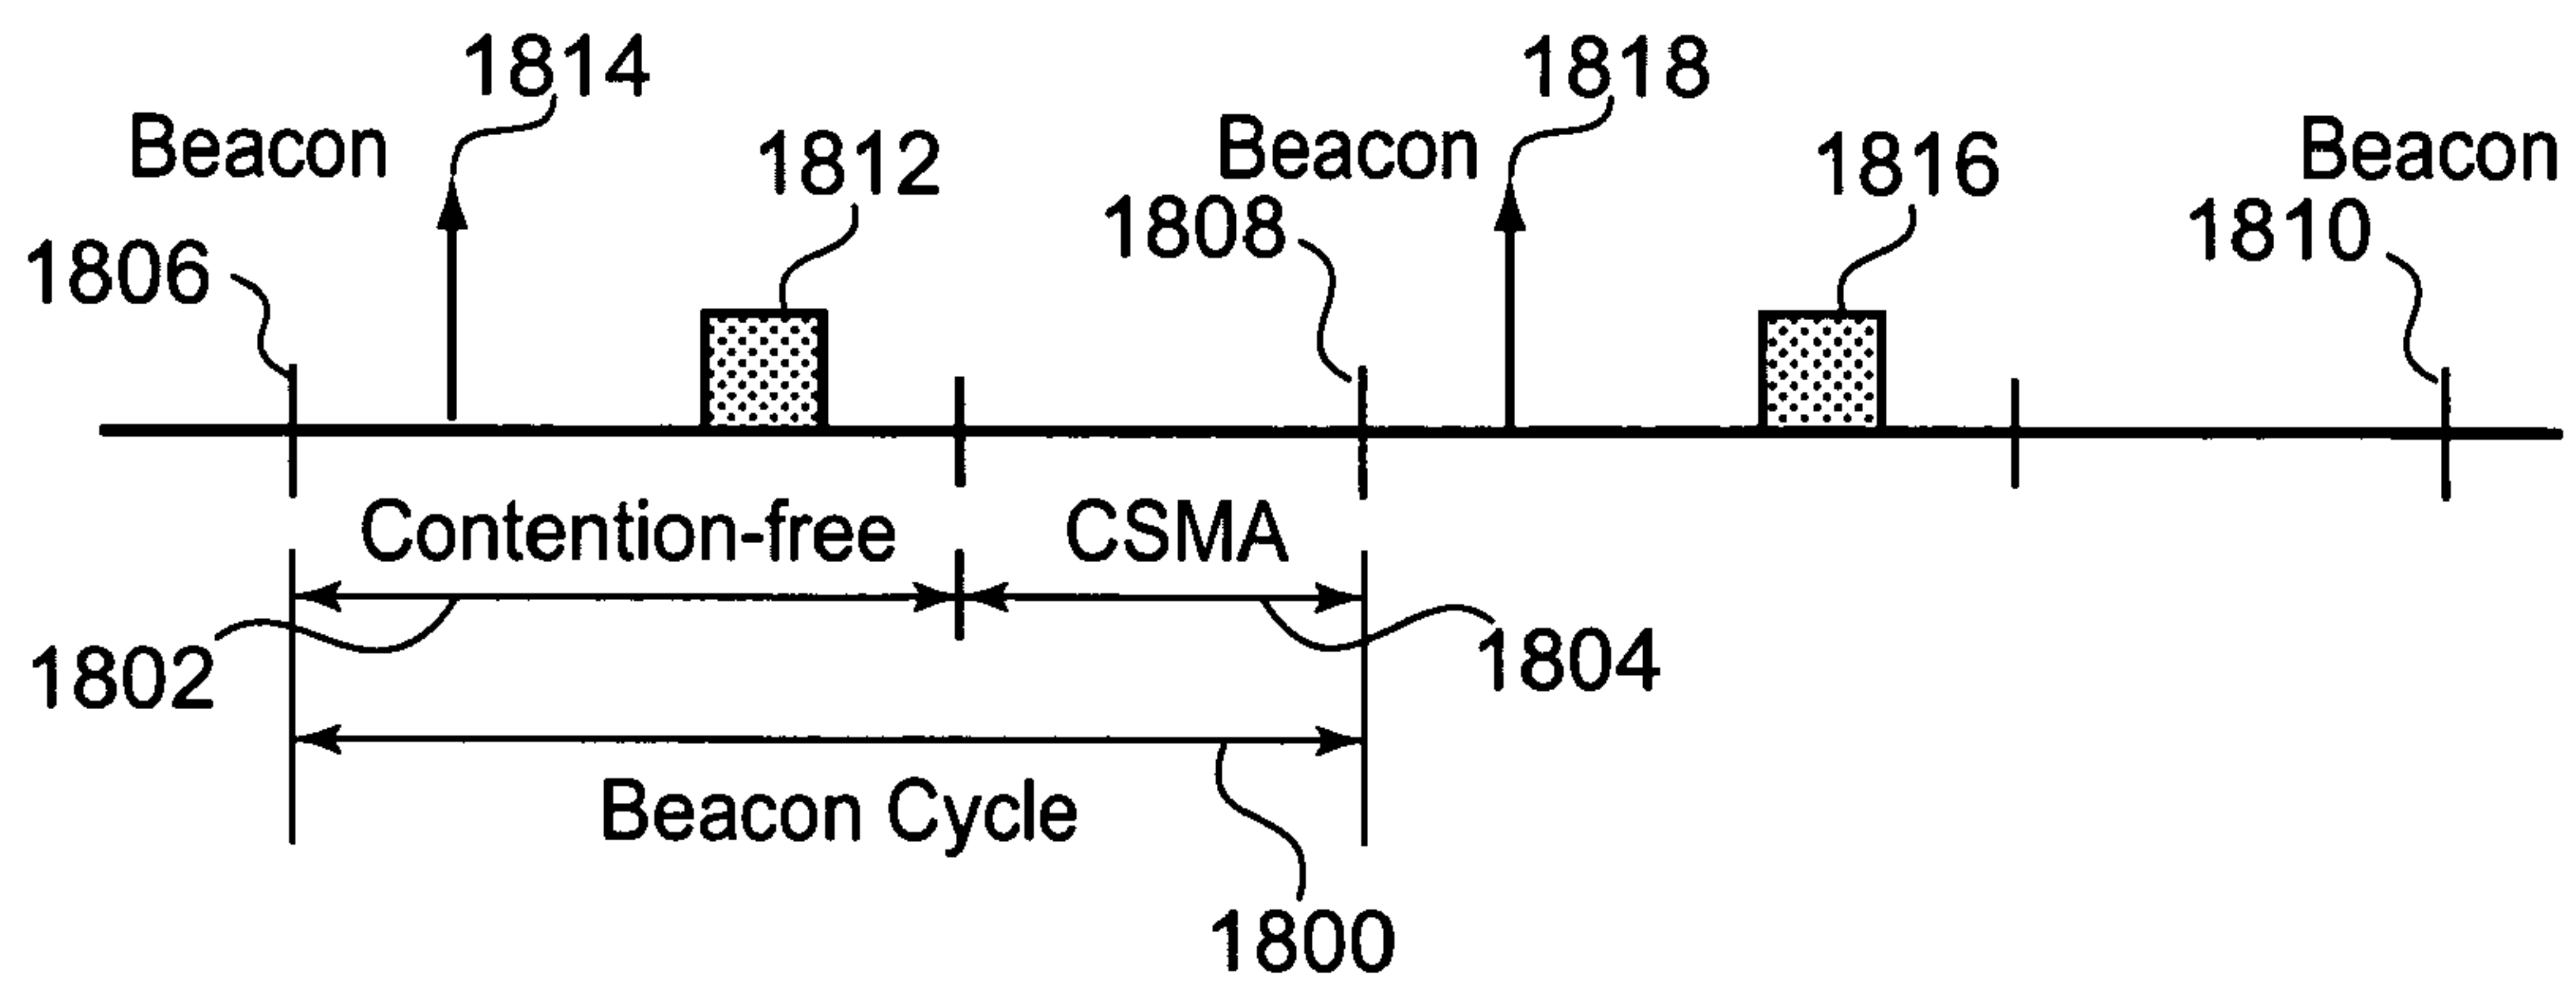 1814
1818
Beacon
1812
Beacon
1816
Beacon
1806
1808
1810
Contention-free
CSMA
1802
1804
Beacon Cycle
1800